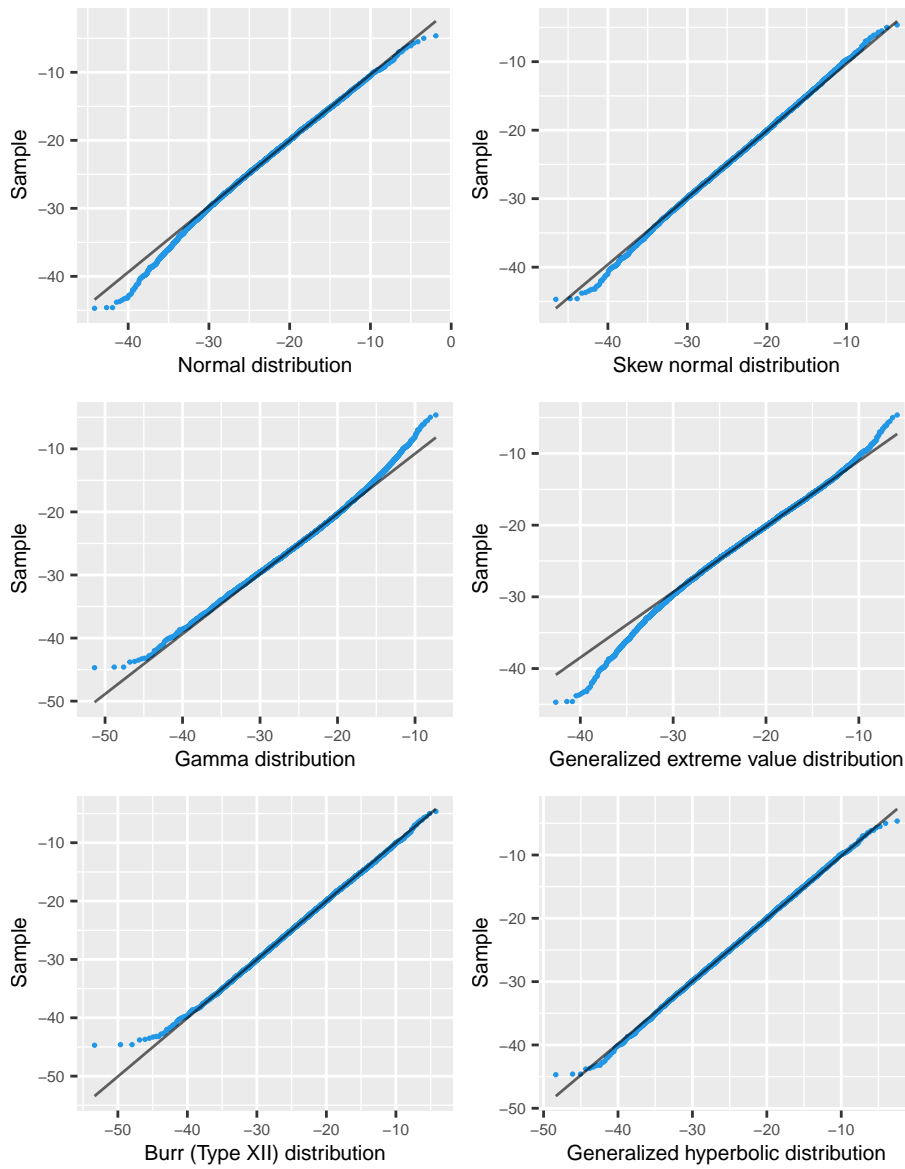 −10
−20
−30
−40
Sample
−40 −30 −20 −10 0
Normal distribution
−10
−20
−30
−40
Sample
−40 −30 −20 −10
Skew normal distribution
−10
−20
−30
−40
−50
Sample
−50 −40 −30 −20 −10
Gamma distribution
−10
−20
−30
−40
Sample
−40 −30 −20 −10
Generalized extreme value distribution
−10
−20
−30
−40
−50
Sample
−50 −40 −30 −20 −10
Burr (Type XII) distribution
−10
−20
−30
−40
−50
Sample
−50 −40 −30 −20 −10
Generalized hyperbolic distribution